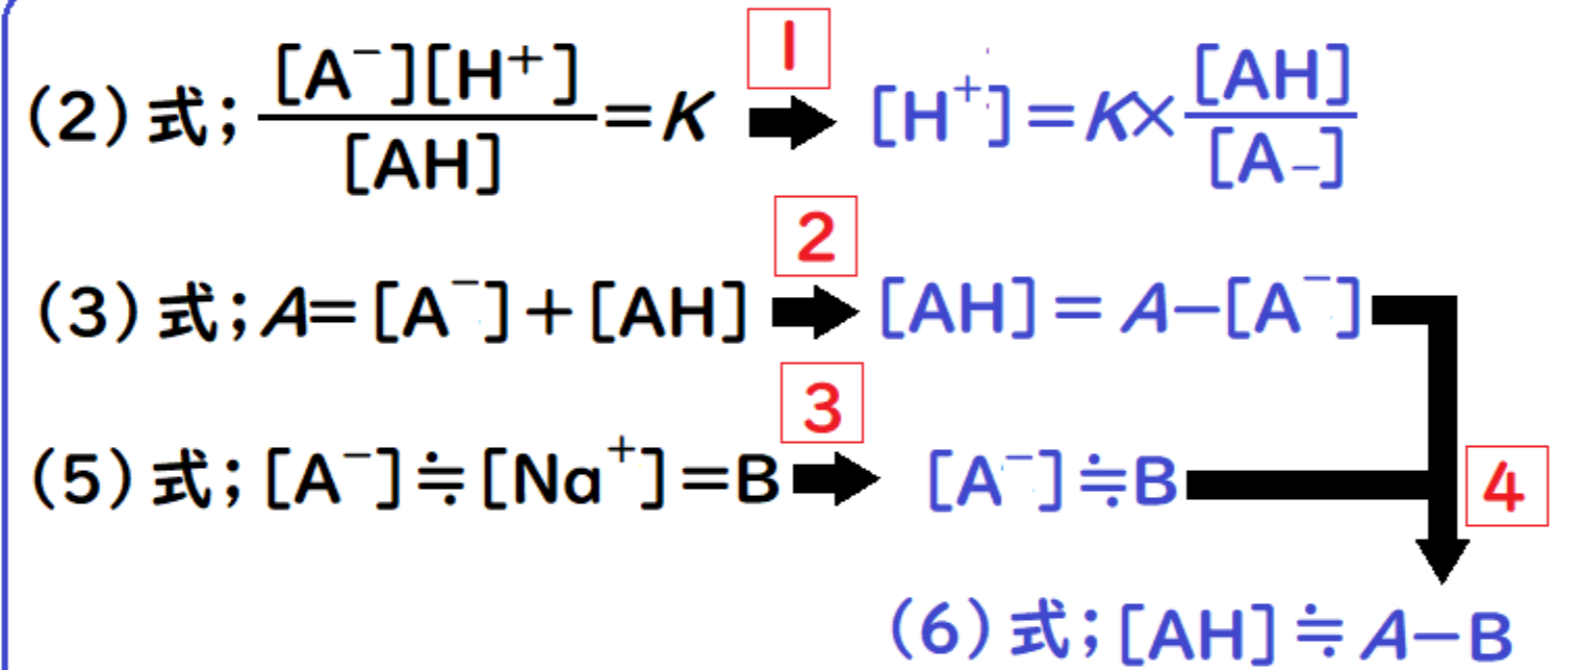 1
(2)式; [A⁻][H⁺]/[AH]=K → [H⁺]=K×[AH]/[A₋]
2
(3)式;A=[A⁻]+[AH] → [AH]=A−[A⁻]
3
(5)式;[A⁻]≒[Na⁺]=B → [A⁻]≒B
4
(6)式;[AH]≒A−B